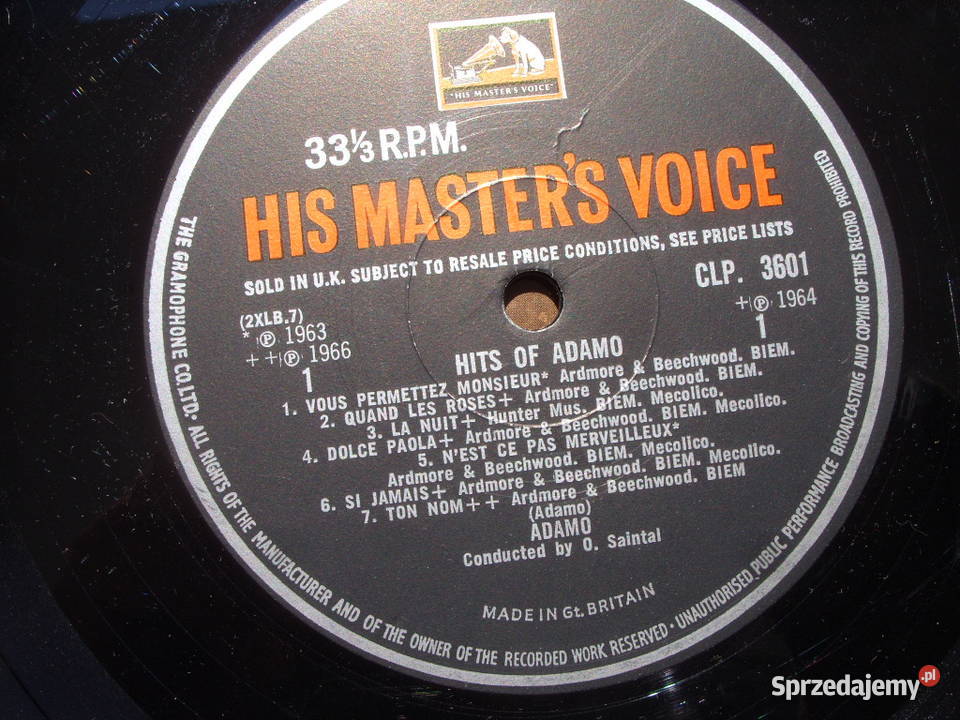 "HIS MASTER'S VOICE"
33⅓ R.P.M.
HIS MASTER'S VOICE
SOLD IN U.K. SUBJECT TO RESALE PRICE CONDITIONS, SEE PRICE LISTS
CLP. 3601
(2XLB.7)
* ℗ 1963
+ ℗ 1964
+ + ℗ 1966
1
1
HITS OF ADAMO
1. VOUS PERMETTEZ MONSIEUR* Ardmore & Beechwood. BIEM.
2. QUAND LES ROSES+ Ardmore & Beechwood. BIEM.
3. LA NUIT+ Hunter Mus. BIEM. Mecolico.
4. DOLCE PAOLA+ Ardmore & Beechwood. BIEM. Mecolico.
5. N'EST CE PAS MERVEILLEUX*
Ardmore & Beechwood. BIEM. Mecolico.
6. SI JAMAIS+ Ardmore & Beechwood. BIEM. Mecolico.
7. TON NOM++ Ardmore & Beechwood. BIEM
(Adamo)
ADAMO
Conducted by O. Saintal
MADE IN Gt. BRITAIN
THE GRAMOPHONE CO. LTD. • ALL RIGHTS OF THE MANUFACTURER AND OF THE OWNER OF THE RECORDED WORK RESERVED • UNAUTHORISED PUBLIC PERFORMANCE BROADCASTING AND COPYING OF THIS RECORD PROHIBITED
Sprzedajemy.pl